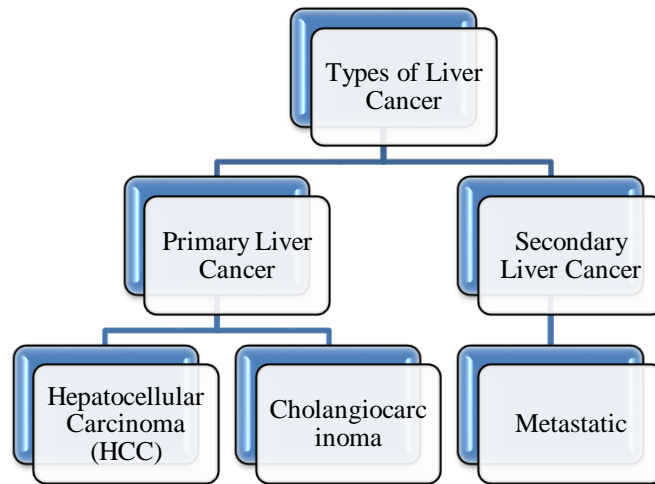 Types of Liver
Cancer
Primary Liver
Cancer
Secondary
Liver Cancer
Hepatocellular
Carcinoma
(HCC)
Cholangiocarc
inoma
Metastatic